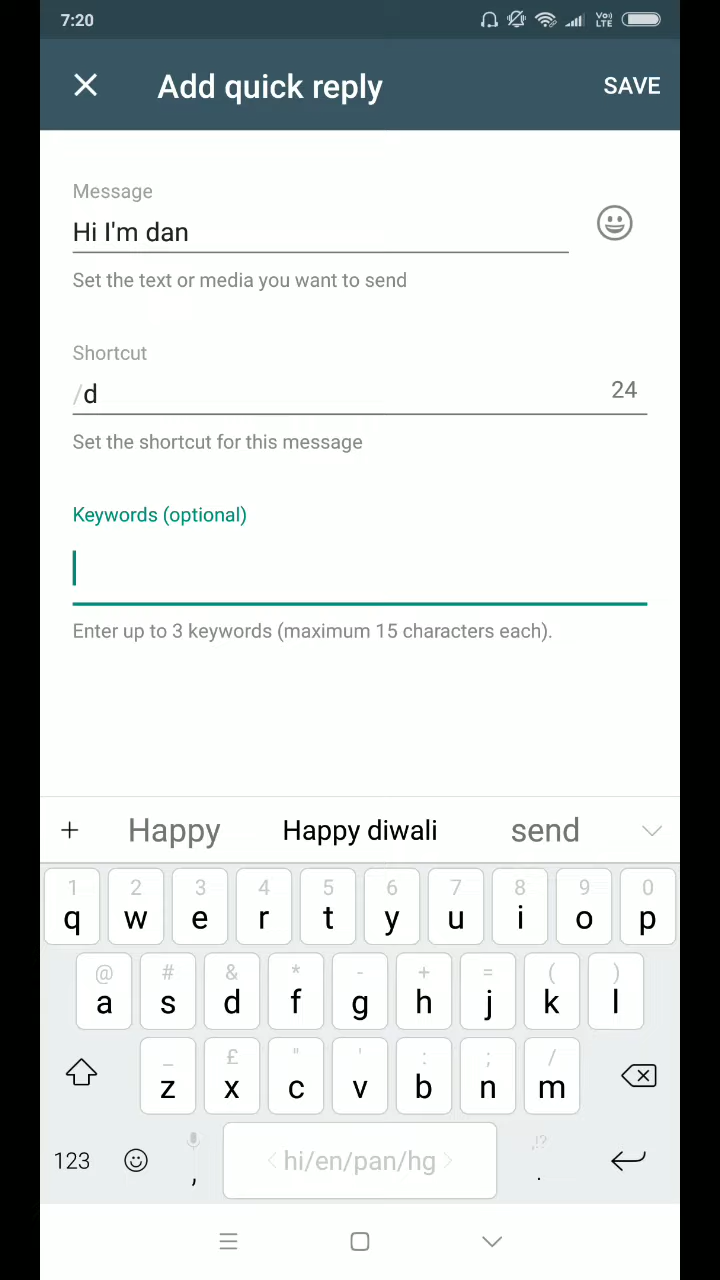 7:20 Vo)) LTE
Add quick reply SAVE
Message
Hi I'm dan
Set the text or media you want to send
Shortcut
/d 24
Set the shortcut for this message
Keywords (optional)
Enter up to 3 keywords (maximum 15 characters each).
+ Happy Happy diwali send
1 2 3 4 5 6 7 8 9 0
q w e r t y u i o p
@ # & * - + = ( )
a s d f g h j k l
_ £ " ' : ; /
z x c v b n m
,!?
123 , <hi/en/pan/hg> .